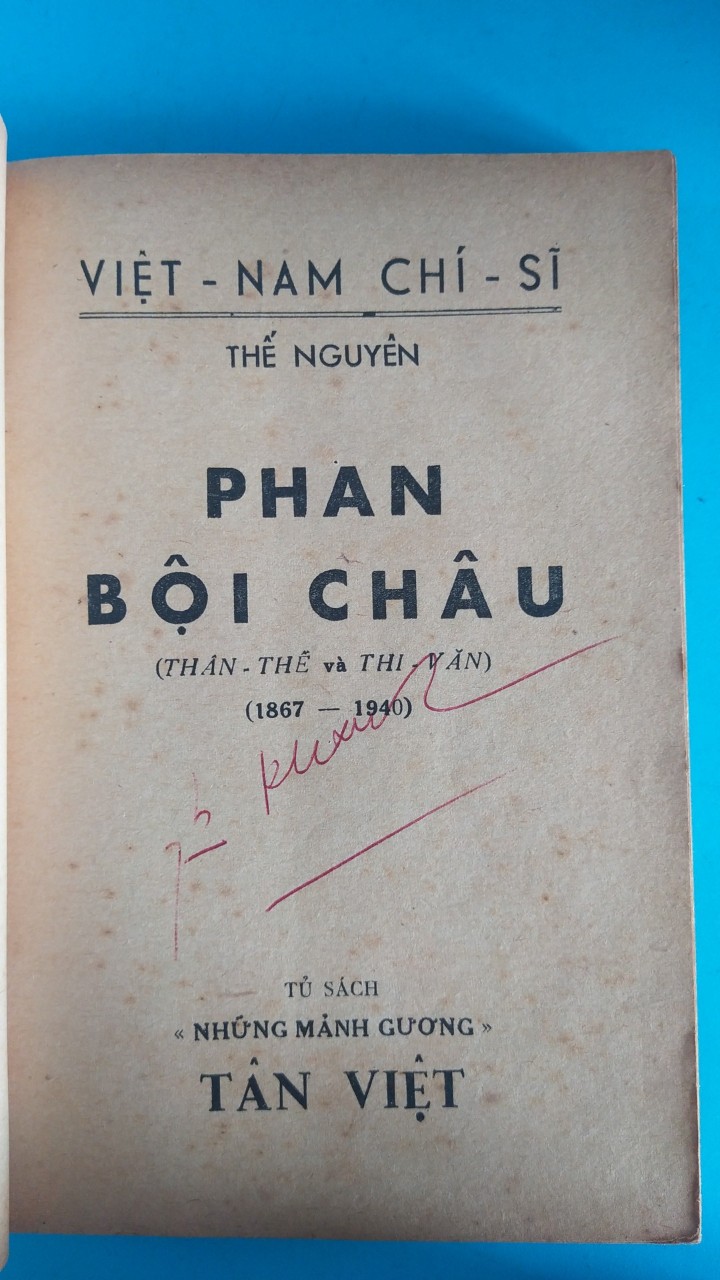 VIỆT - NAM CHÍ - SĨ
THẾ NGUYÊN
PHAN
BỘI CHÂU
(THÂN - THẾ và THI - VĂN)
(1867 — 1940)
TỦ SÁCH
« NHỮNG MẢNH GƯƠNG »
TÂN VIỆT